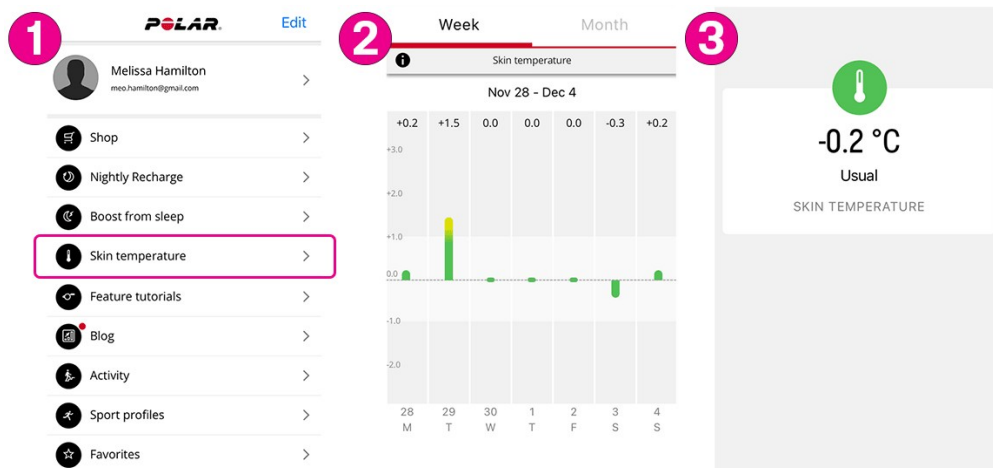 1
POLAR.
Edit
Melissa Hamilton
meo.hamilton@gmail.com
Shop
Nightly Recharge
Boost from sleep
Skin temperature
Feature tutorials
Blog
Activity
Sport profiles
Favorites
2
Week Month
Skin temperature
Nov 28 - Dec 4
+0.2 +1.5 0.0 0.0 0.0 -0.3 +0.2
+3.0
+2.0
+1.0
0.0
-1.0
-2.0
28 29 30 1 2 3 4
M T W T F S S
3
-0.2 °C
Usual
SKIN TEMPERATURE